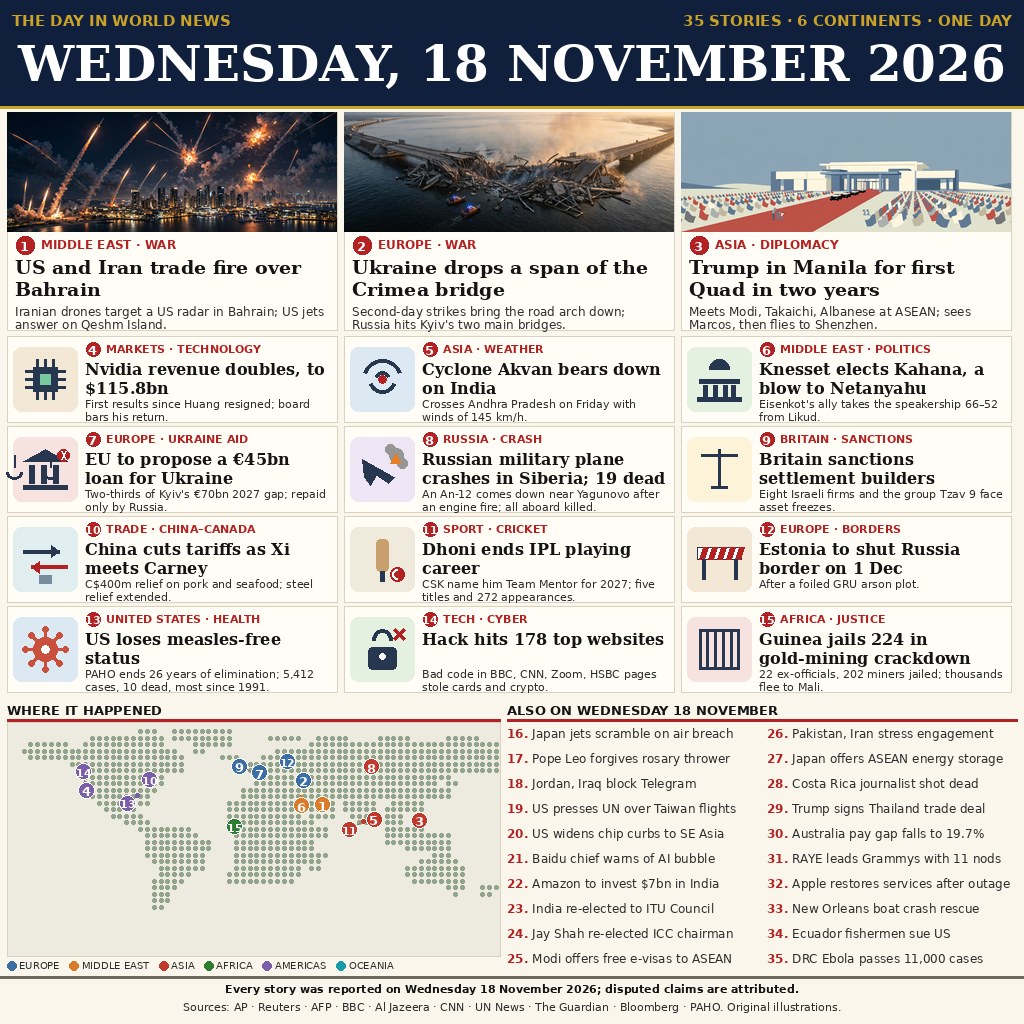 THE DAY IN WORLD NEWS
35 STORIES · 6 CONTINENTS · ONE DAY
WEDNESDAY, 18 NOVEMBER 2026
1 MIDDLE EAST · WAR
US and Iran trade fire over
Bahrain
Iranian drones target a US radar in Bahrain; US jets
answer on Qeshm Island.
2 EUROPE · WAR
Ukraine drops a span of the
Crimea bridge
Second-day strikes bring the road arch down;
Russia hits Kyiv's two main bridges.
3 ASIA · DIPLOMACY
Trump in Manila for first
Quad in two years
Meets Modi, Takaichi, Albanese at ASEAN; sees
Marcos, then flies to Shenzhen.
4 MARKETS · TECHNOLOGY
Nvidia revenue doubles, to
$115.8bn
First results since Huang resigned; board
bars his return.
5 ASIA · WEATHER
Cyclone Akvan bears down
on India
Crosses Andhra Pradesh on Friday with
winds of 145 km/h.
6 MIDDLE EAST · POLITICS
Knesset elects Kahana, a
blow to Netanyahu
Eisenkot's ally takes the speakership 66–52
from Likud.
7 EUROPE · UKRAINE AID
EU to propose a €45bn
loan for Ukraine
Two-thirds of Kyiv's €70bn 2027 gap; repaid
only by Russia.
8 RUSSIA · CRASH
Russian military plane
crashes in Siberia; 19 dead
An An-12 comes down near Yagunovo after
an engine fire; all aboard killed.
9 BRITAIN · SANCTIONS
Britain sanctions
settlement builders
Eight Israeli firms and the group Tzav 9 face
asset freezes.
10 TRADE · CHINA–CANADA
China cuts tariffs as Xi
meets Carney
C$400m relief on pork and seafood; steel
relief extended.
11 SPORT · CRICKET
Dhoni ends IPL playing
career
CSK name him Team Mentor for 2027; five
titles and 272 appearances.
12 EUROPE · BORDERS
Estonia to shut Russia
border on 1 Dec
After a foiled GRU arson plot.
13 UNITED STATES · HEALTH
US loses measles-free
status
PAHO ends 26 years of elimination; 5,412
cases, 10 dead, most since 1991.
14 TECH · CYBER
Hack hits 178 top websites
Bad code in BBC, CNN, Zoom, HSBC pages
stole cards and crypto.
15 AFRICA · JUSTICE
Guinea jails 224 in
gold-mining crackdown
22 ex-officials, 202 miners jailed; thousands
flee to Mali.
WHERE IT HAPPENED
14
4
10
13
9
7
12
2
8
6
1
15
11
5
3
EUROPE
MIDDLE EAST
ASIA
AFRICA
AMERICAS
OCEANIA
ALSO ON WEDNESDAY 18 NOVEMBER
16. Japan jets scramble on air breach
17. Pope Leo forgives rosary thrower
18. Jordan, Iraq block Telegram
19. US presses UN over Taiwan flights
20. US widens chip curbs to SE Asia
21. Baidu chief warns of AI bubble
22. Amazon to invest $7bn in India
23. India re-elected to ITU Council
24. Jay Shah re-elected ICC chairman
25. Modi offers free e-visas to ASEAN
26. Pakistan, Iran stress engagement
27. Japan offers ASEAN energy storage
28. Costa Rica journalist shot dead
29. Trump signs Thailand trade deal
30. Australia pay gap falls to 19.7%
31. RAYE leads Grammys with 11 nods
32. Apple restores services after outage
33. New Orleans boat crash rescue
34. Ecuador fishermen sue US
35. DRC Ebola passes 11,000 cases
Every story was reported on Wednesday 18 November 2026; disputed claims are attributed.
Sources: AP · Reuters · AFP · BBC · Al Jazeera · CNN · UN News · The Guardian · Bloomberg · PAHO. Original illustrations.